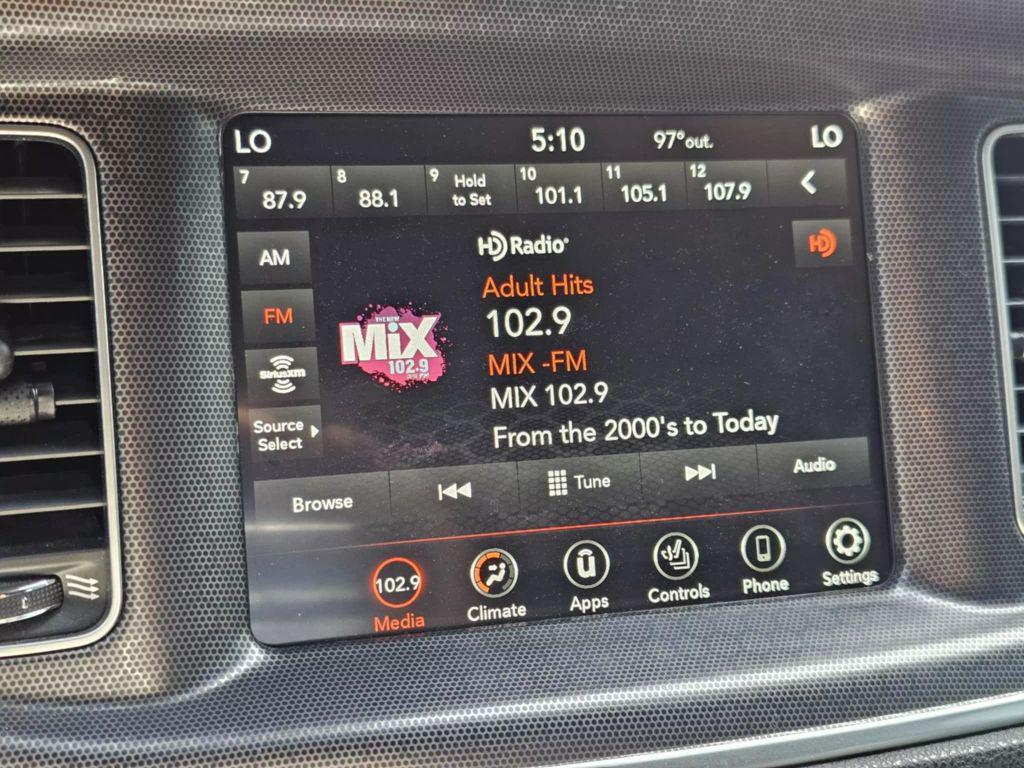 LO 5:10 97°out. LO
7 87.9 8 88.1 9 Hold to Set 10 101.1 11 105.1 12 107.9
HD Radio
HD
AM
Adult Hits
FM
102.9
THE NEW
MiX
102.9
MIX -FM
SiriusXM
MIX 102.9
Source
Select
From the 2000's to Today
Browse Tune Audio
102.9
Media Climate Apps Controls Phone Settings